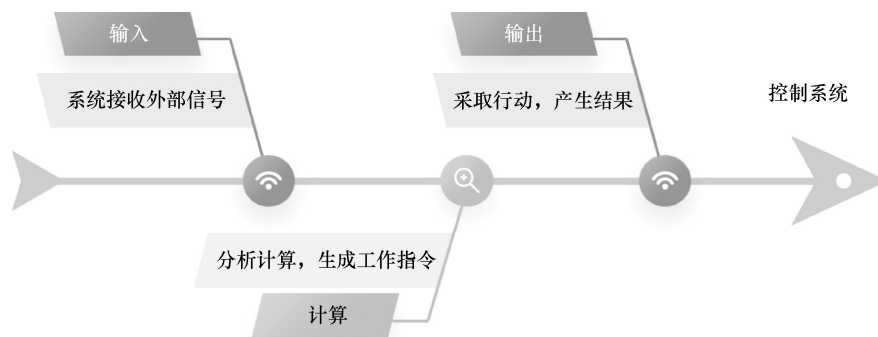 输入
系统接收外部信号
输出
采取行动，产生结果
控制系统
分析计算，生成工作指令
计算